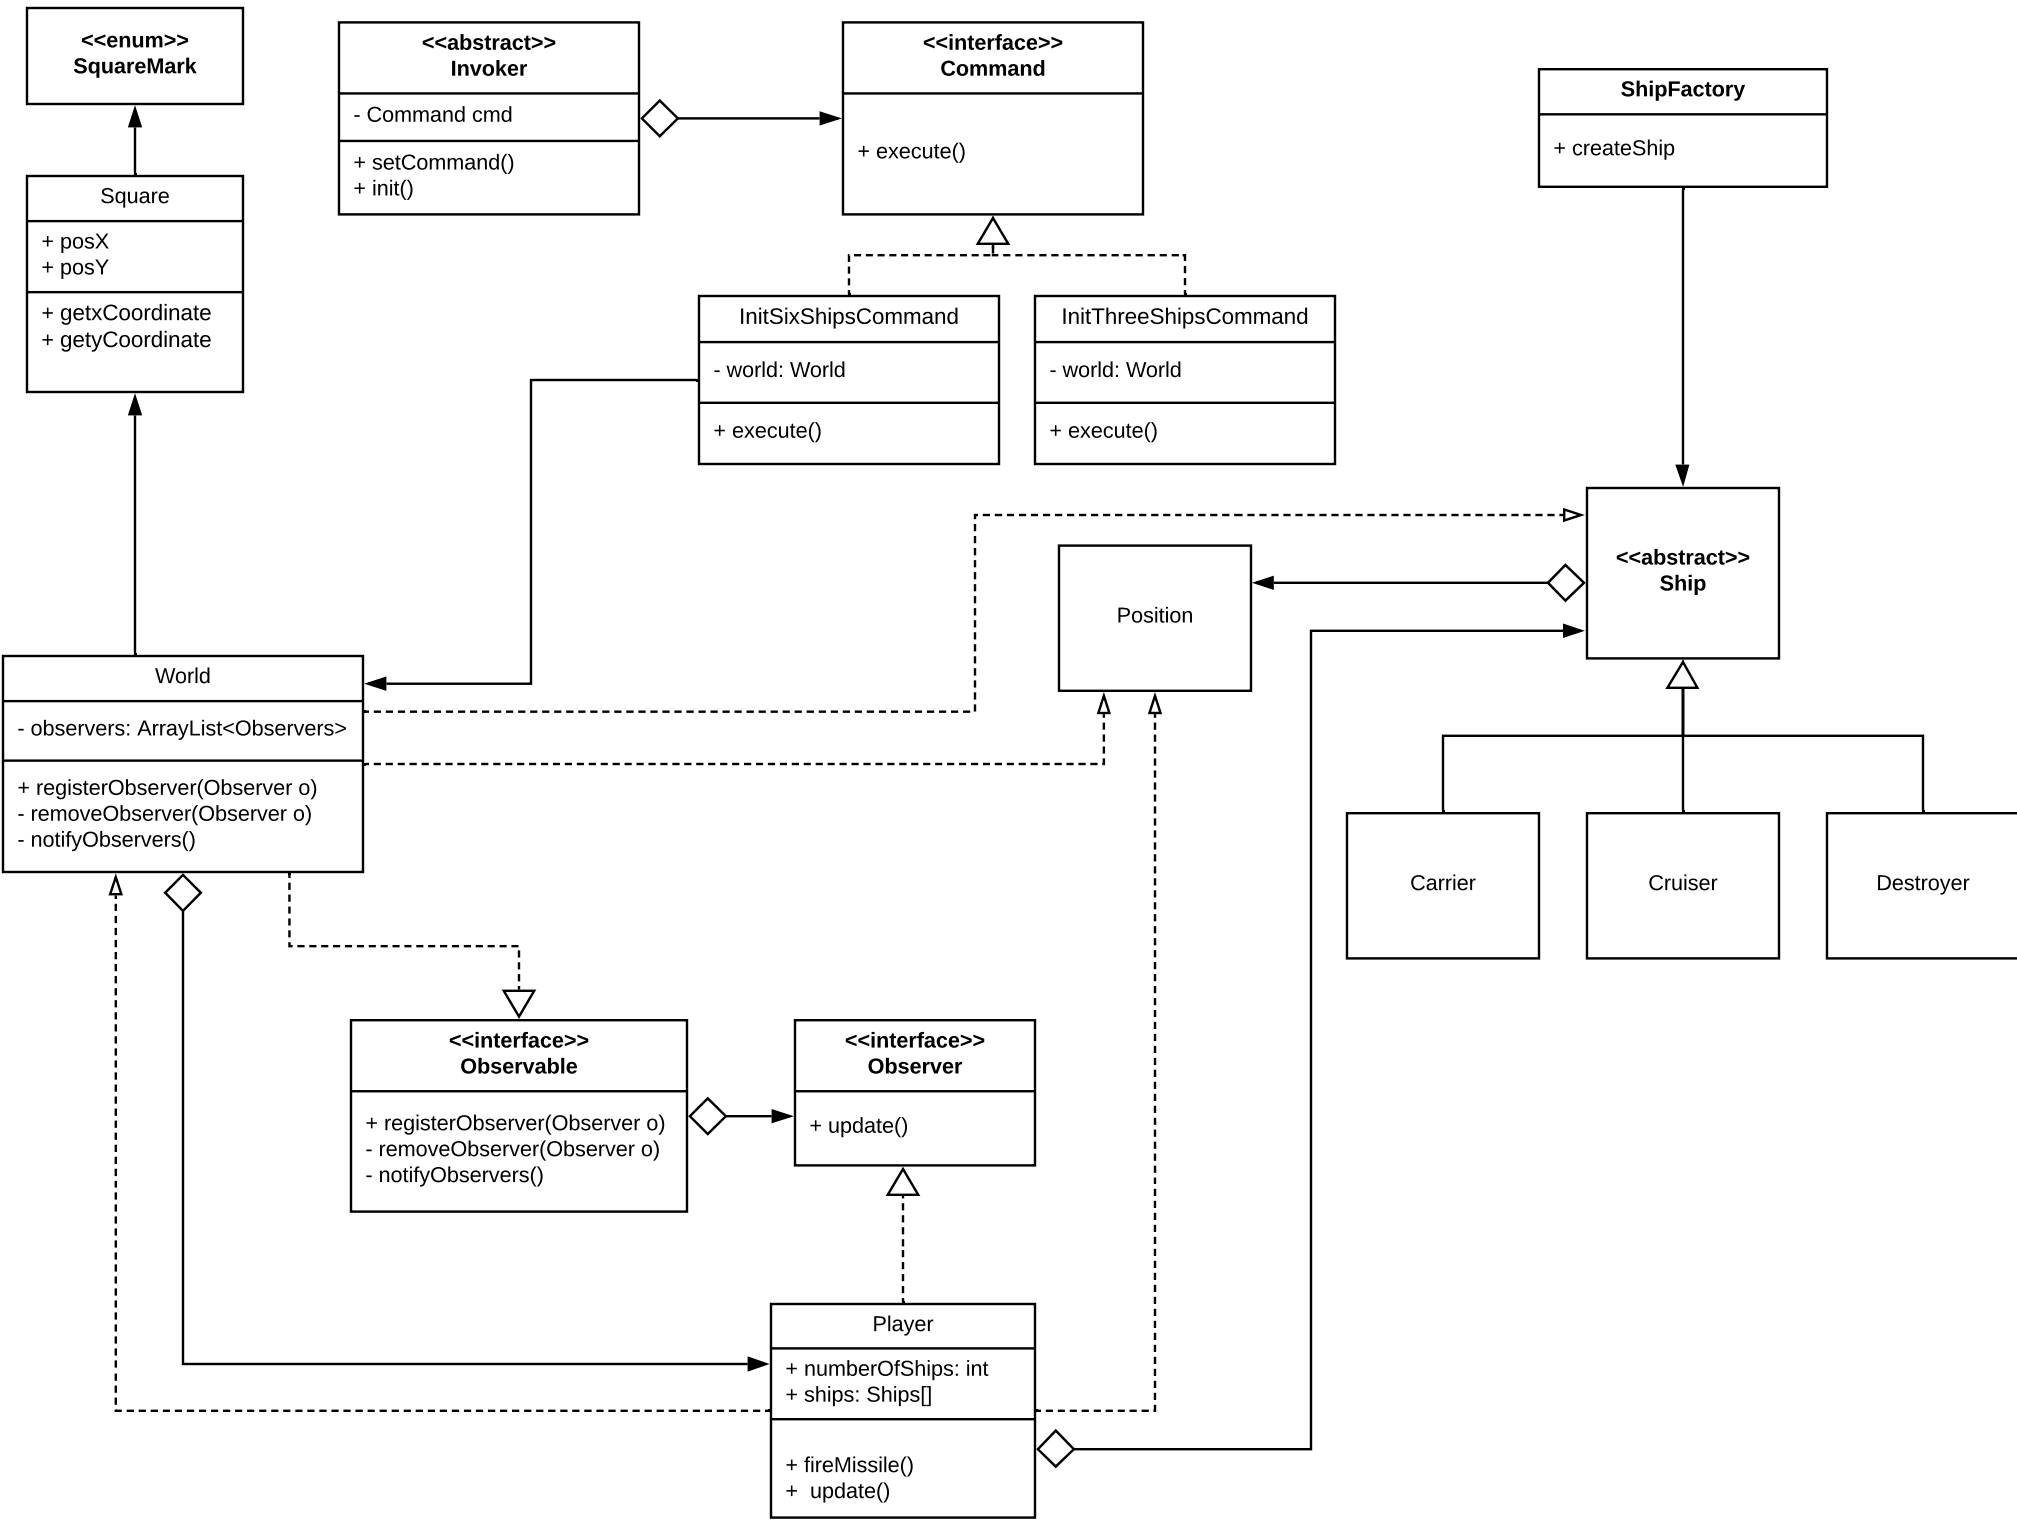 <<enum>>
SquareMark
<<abstract>>
Invoker
- Command cmd
+ setCommand()
+ init()
<<interface>>
Command
+ execute()
ShipFactory
+ createShip
Square
+ posX
+ posY
+ getxCoordinate
+ getyCoordinate
InitSixShipsCommand
- world: World
+ execute()
InitThreeShipsCommand
- world: World
+ execute()
<<abstract>>
Ship
Position
World
- observers: ArrayList<Observers>
+ registerObserver(Observer o)
- removeObserver(Observer o)
- notifyObservers()
Carrier
Cruiser
Destroyer
<<interface>>
Observable
+ registerObserver(Observer o)
- removeObserver(Observer o)
- notifyObservers()
<<interface>>
Observer
+ update()
Player
+ numberOfShips: int
+ ships: Ships[]
+ fireMissile()
+  update()